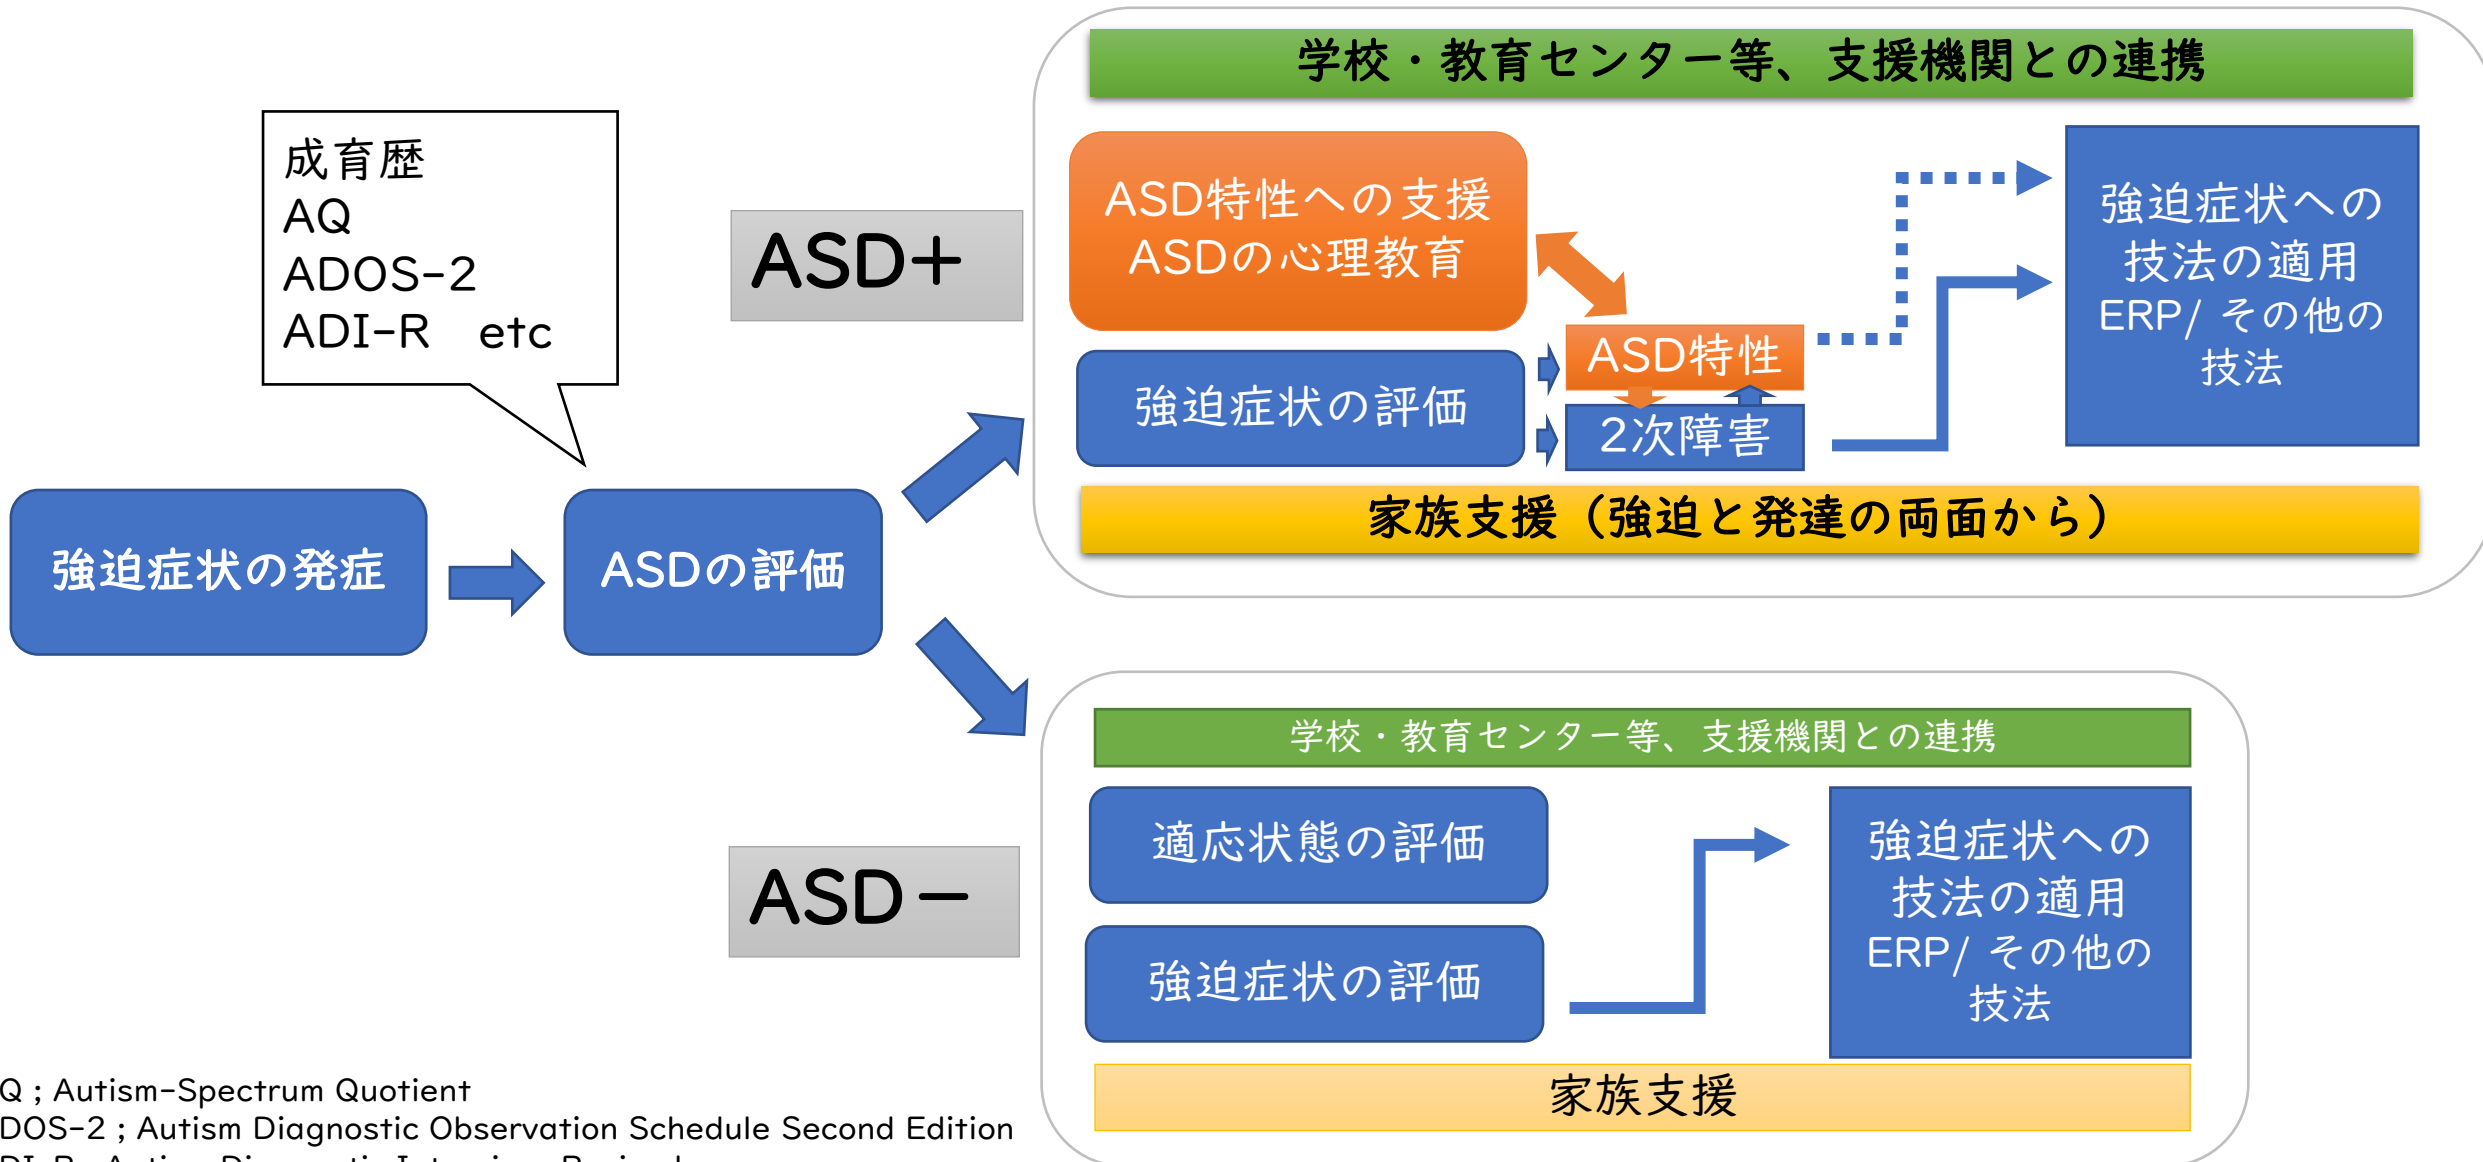 学校・教育センター等、支援機関との連携
成育歴
AQ
ADOS-2
ADI-R etc
ASD+
ASD特性への支援
ASDの心理教育
強迫症状の評価
ASD特性
2次障害
強迫症状への
技法の適用
ERP/ その他の
技法
家族支援（強迫と発達の両面から）
強迫症状の発症
ASDの評価
ASD－
学校・教育センター等、支援機関との連携
適応状態の評価
強迫症状の評価
強迫症状への
技法の適用
ERP/ その他の
技法
家族支援
Q ; Autism-Spectrum Quotient
DOS-2 ; Autism Diagnostic Observation Schedule Second Edition